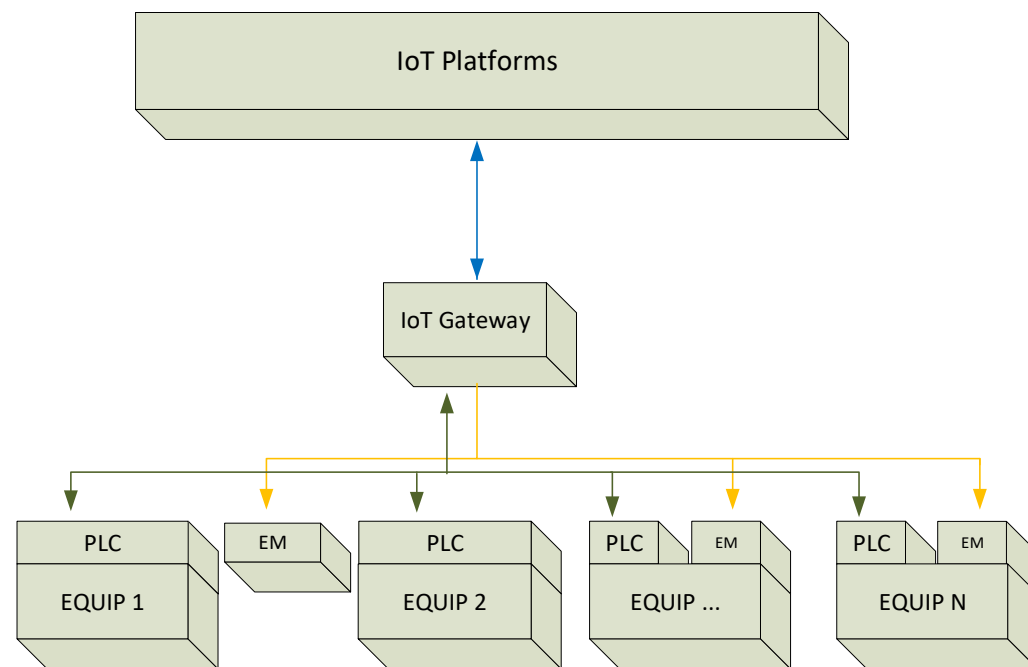 IoT Platforms
IoT Gateway
PLC
EM
PLC
PLC
EM
PLC
EM
EQUIP 1
EQUIP 2
EQUIP ...
EQUIP N